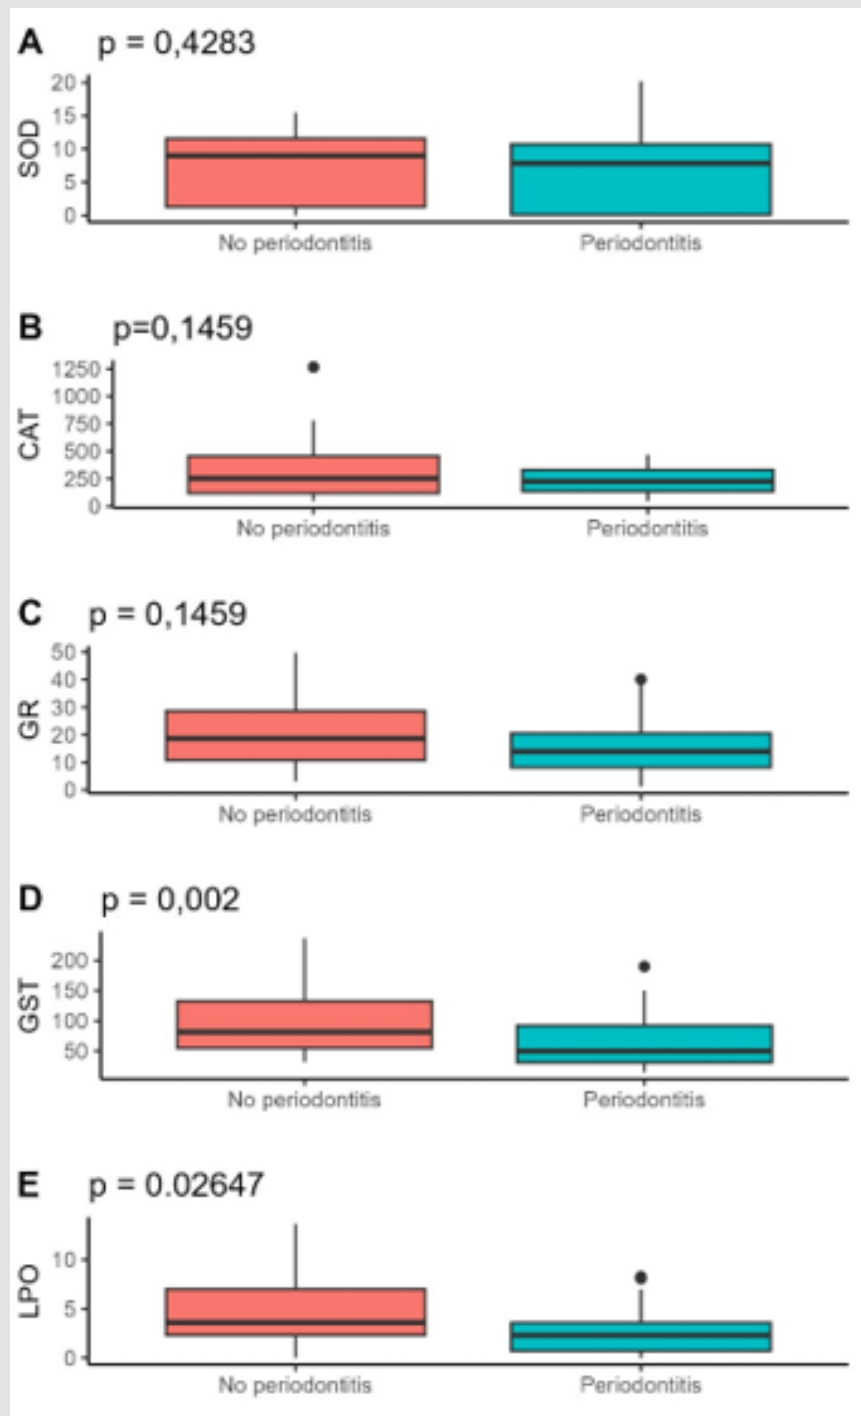 A p = 0,4283
20
15
10
5
0
SOD
No periodontitis Periodontitis
B p=0,1459
1250
1000
750
500
250
0
CAT
No periodontitis Periodontitis
C p = 0,1459
50
40
30
20
10
0
GR
No periodontitis Periodontitis
D p = 0,002
200
150
100
50
GST
No periodontitis Periodontitis
E p = 0.02647
10
5
0
LPO
No periodontitis Periodontitis